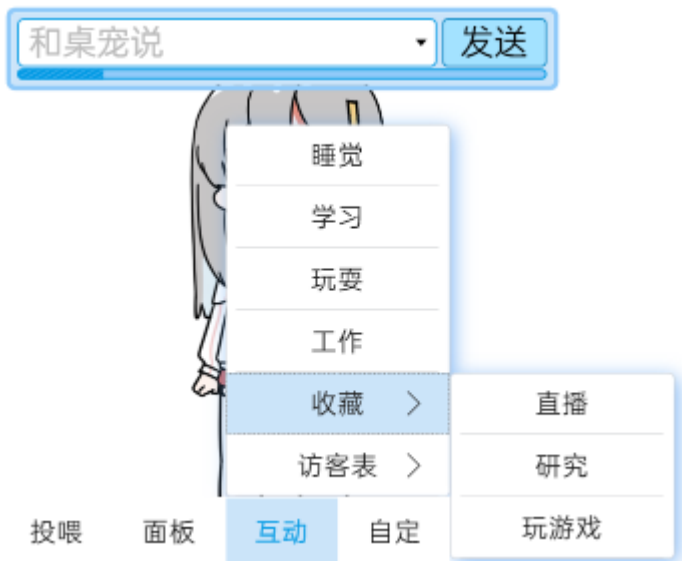 和桌宠说
发送
睡觉
学习
玩耍
工作
收藏
直播
访客表
研究
玩游戏
投喂
面板
互动
自定